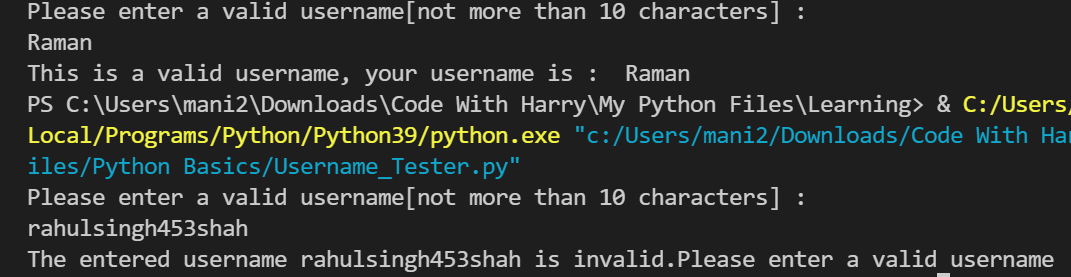 Please enter a valid username[not more than 10 characters] :
Raman
This is a valid username, your username is :  Raman
PS C:\Users\mani2\Downloads\Code With Harry\My Python Files\Learning> & C:/Users/
Local/Programs/Python/Python39/python.exe "c:/Users/mani2/Downloads/Code With Har
iles/Python Basics/Username_Tester.py"
Please enter a valid username[not more than 10 characters] :
rahulsingh453shah
The entered username rahulsingh453shah is invalid.Please enter a valid username